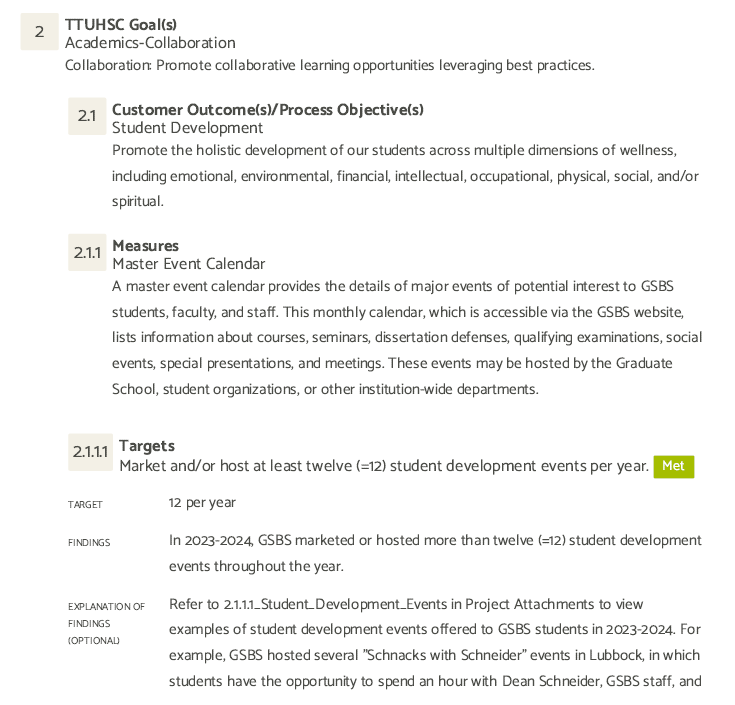 2 TTUHSC Goal(s)
Academics-Collaboration
Collaboration: Promote collaborative learning opportunities leveraging best practices.
2.1 Customer Outcome(s)/Process Objective(s)
Student Development
Promote the holistic development of our students across multiple dimensions of wellness,
including emotional, environmental, financial, intellectual, occupational, physical, social, and/or
spiritual.
2.1.1 Measures
Master Event Calendar
A master event calendar provides the details of major events of potential interest to GSBS
students, faculty, and staff. This monthly calendar, which is accessible via the GSBS website,
lists information about courses, seminars, dissertation defenses, qualifying examinations, social
events, special presentations, and meetings. These events may be hosted by the Graduate
School, student organizations, or other institution-wide departments.
2.1.1.1 Targets
Market and/or host at least twelve (=12) student development events per year. Met
TARGET 12 per year
FINDINGS In 2023-2024, GSBS marketed or hosted more than twelve (=12) student development
events throughout the year.
EXPLANATION OF FINDINGS (OPTIONAL) Refer to 2.1.1.1_Student_Development_Events in Project Attachments to view
examples of student development events offered to GSBS students in 2023-2024. For
example, GSBS hosted several "Schnacks with Schneider" events in Lubbock, in which
students have the opportunity to spend an hour with Dean Schneider, GSBS staff, and